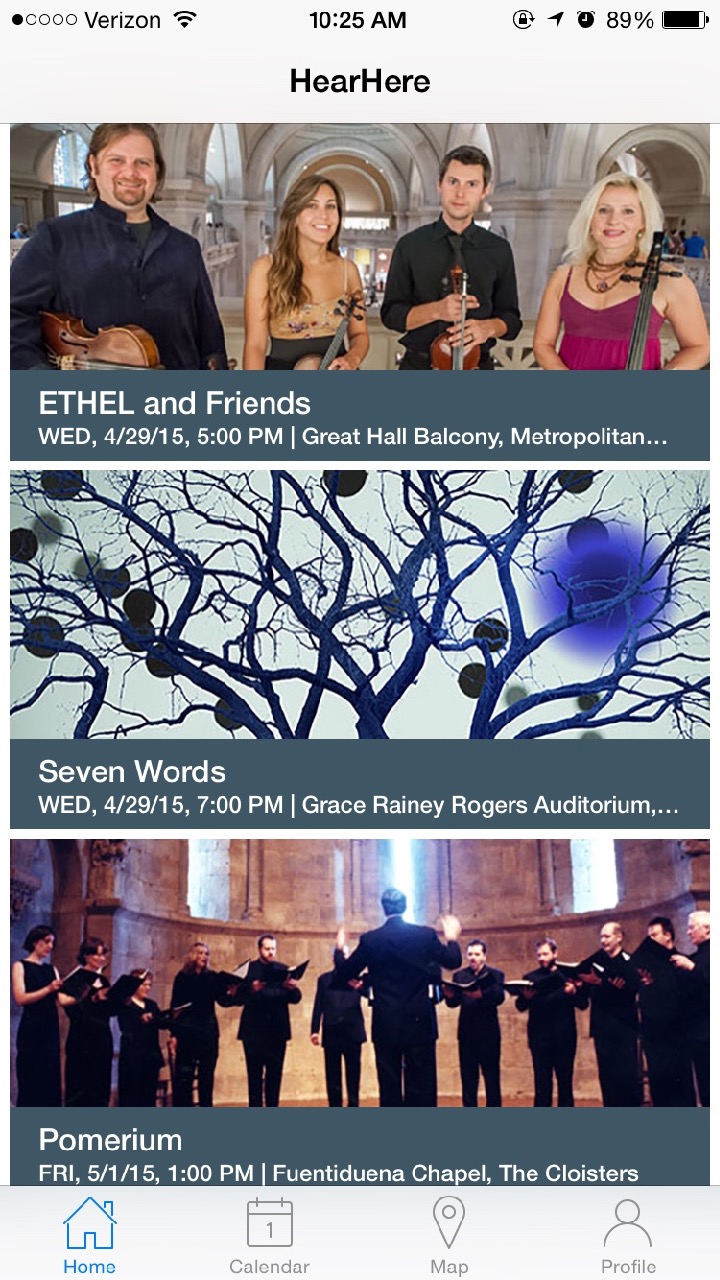 Verizon 10:25 AM 89%
HearHere
ETHEL and Friends
WED, 4/29/15, 5:00 PM | Great Hall Balcony, Metropolitan...
Seven Words
WED, 4/29/15, 7:00 PM | Grace Rainey Rogers Auditorium,...
Pomerium
FRI, 5/1/15, 1:00 PM | Fuentiduena Chapel, The Cloisters
1
Home Calendar Map Profile